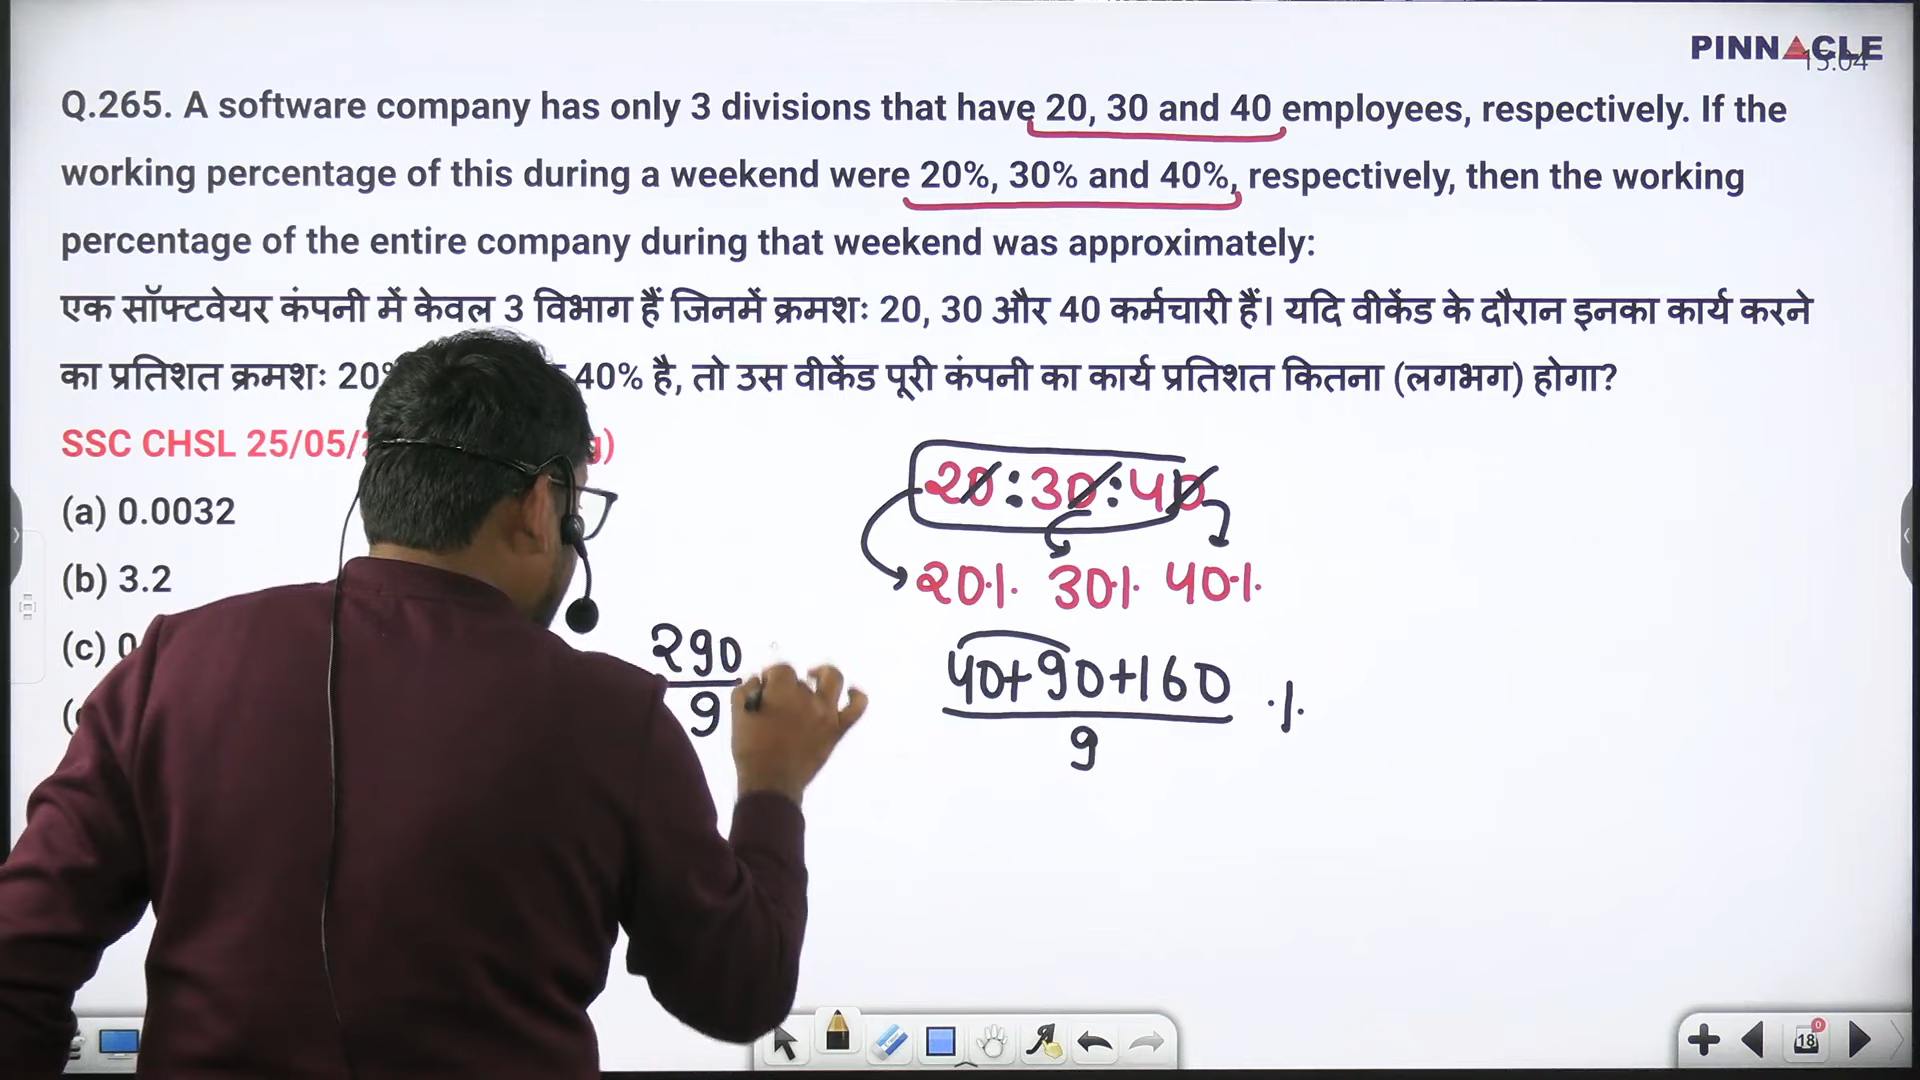 PINNACLE
15:04
Q.265. A software company has only 3 divisions that have 20, 30 and 40 employees, respectively. If the
working percentage of this during a weekend were 20%, 30% and 40%, respectively, then the working
percentage of the entire company during that weekend was approximately:
एक सॉफ्टवेयर कंपनी में केवल 3 विभाग हैं जिनमें क्रमशः 20, 30 और 40 कर्मचारी हैं। यदि वीकेंड के दौरान इनका कार्य करने
का प्रतिशत क्रमशः 20% 40% है, तो उस वीकेंड पूरी कंपनी का कार्य प्रतिशत कितना (लगभग) होगा?
SSC CHSL 25/05/
(a) 0.0032
(b) 3.2
(c) 0
20:30:40
20% 30% 40%
290
9
40+90+160 %
9
18
0